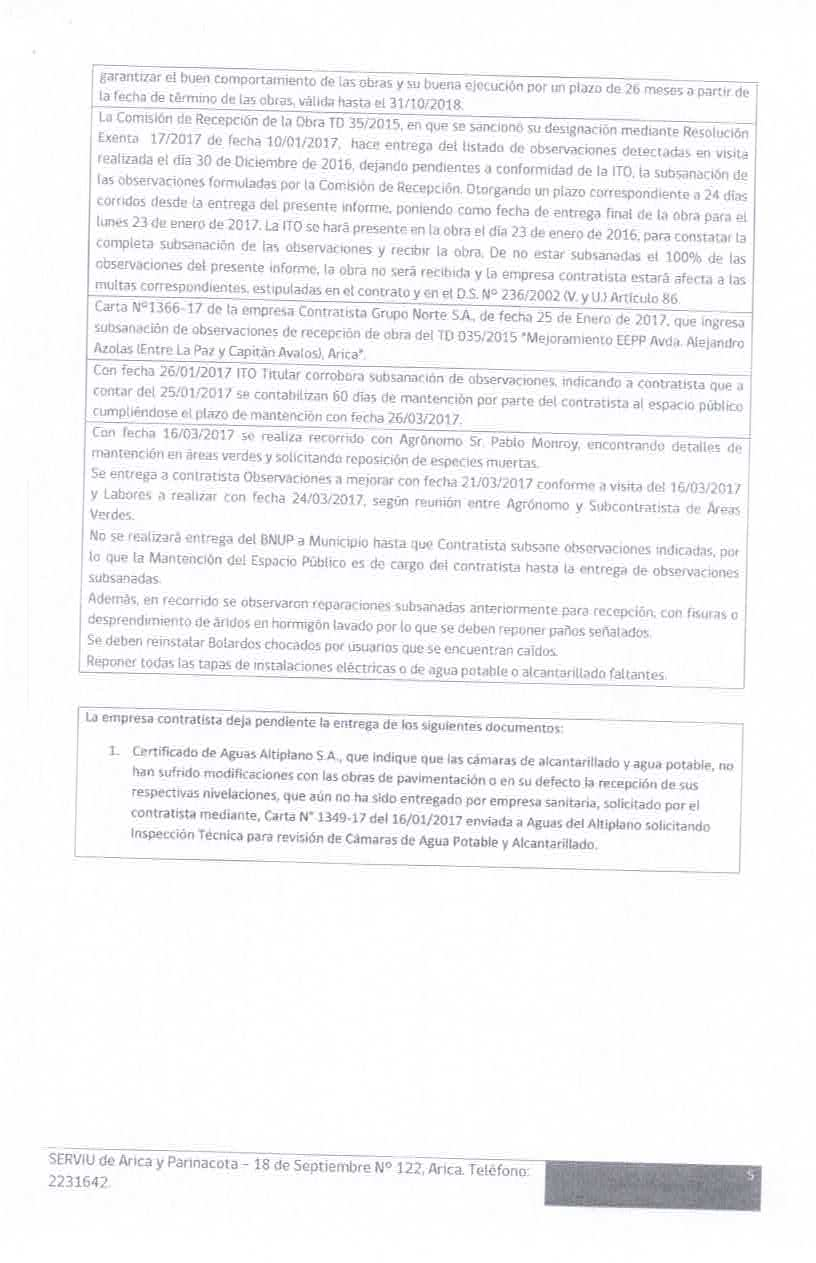 garantizar el buen comportamiento de las obras y su buena ejecución por un plazo de 26 meses a partir de
la fecha de término de las obras, válida hasta el 31/10/2018.
La Comisión de Recepción de la Obra TD 35/2015, en que se sancionó su designación mediante Resolución
Exenta 17/2017 de fecha 10/01/2017, hace entrega del listado de observaciones detectadas en visita
realizada el día 30 de Diciembre de 2016, dejando pendientes a conformidad de la ITO, la subsanación de
las observaciones formuladas por la Comisión de Recepción. Otorgando un plazo correspondiente a 24 días
corridos desde la entrega del presente informe, poniendo como fecha de entrega final de la obra para el
lunes 23 de enero de 2017. La ITO se hará presente en la obra el día 23 de enero de 2016, para constatar la
completa subsanación de las observaciones y recibir la obra. De no estar subsanadas el 100% de las
observaciones del presente informe, la obra no será recibida y la empresa contratista estará afecta a las
multas correspondientes, estipuladas en el contrato y en el D.S. Nº 236/2002 (V. y U.) Artículo 86.
Carta Nº1366-17 de la empresa Contratista Grupo Norte S.A., de fecha 25 de Enero de 2017, que ingresa
subsanación de observaciones de recepción de obra del TD 035/2015 "Mejoramiento EEPP Avda. Alejandro
Azolas (Entre La Paz y Capitán Avalos), Arica".
Con fecha 26/01/2017 ITO Titular corrobora subsanación de observaciones, indicando a contratista que a
contar del 25/01/2017 se contabilizan 60 días de mantención por parte del contratista al espacio público
cumpliéndose el plazo de mantención con fecha 26/03/2017.
Con fecha 16/03/2017 se realiza recorrido con Agrónomo Sr. Pablo Monroy, encontrando detalles de
mantención en áreas verdes y solicitando reposición de especies muertas.
Se entrega a contratista Observaciones a mejorar con fecha 21/03/2017 conforme a visita del 16/03/2017
y Labores a realizar con fecha 24/03/2017, según reunión entre Agrónomo y Subcontratista de Áreas
Verdes.
No se realizará entrega del BNUP a Municipio hasta que Contratista subsane observaciones indicadas, por
lo que la Mantención del Espacio Público es de cargo del contratista hasta la entrega de observaciones
subsanadas.
Además, en recorrido se observaron reparaciones subsanadas anteriormente para recepción, con fisuras o
desprendimiento de áridos en hormigón lavado por lo que se deben reponer paños señalados.
Se deben reinstalar Bolardos chocados por usuarios que se encuentran caídos.
Reponer todas las tapas de instalaciones eléctricas o de agua potable o alcantarillado faltantes.
La empresa contratista deja pendiente la entrega de los siguientes documentos:
1. Certificado de Aguas Altiplano S.A., que indique que las cámaras de alcantarillado y agua potable, no
han sufrido modificaciones con las obras de pavimentación o en su defecto la recepción de sus
respectivas nivelaciones, que aún no ha sido entregado por empresa sanitaria, solicitado por el
contratista mediante, Carta N° 1349-17 del 16/01/2017 enviada a Aguas del Altiplano solicitando
Inspección Técnica para revisión de Cámaras de Agua Potable y Alcantarillado.
SERVIU de Arica y Parinacota – 18 de Septiembre Nº 122, Arica. Teléfono:
2231642.
5